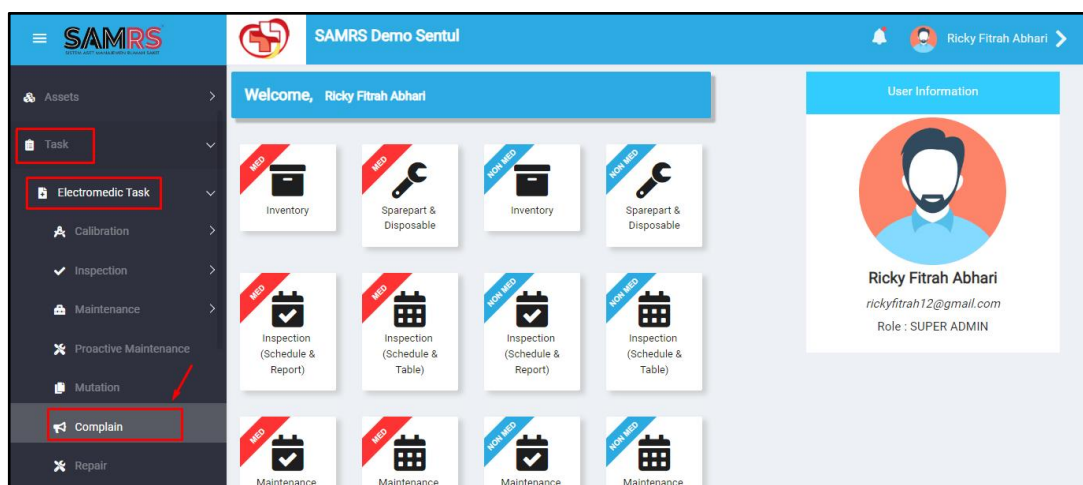 SAMRS
SAMRS Demo Sentul
Ricky Fitrah Abhari
Assets
Task
Electromedic Task
Calibration
Inspection
Maintenance
Proactive Maintenance
Mutation
Complain
Repair
Welcome, Ricky Fitrah Abhari
MED
Inventory
MED
Sparepart &
Disposable
NON MED
Inventory
NON MED
Sparepart &
Disposable
MED
Inspection
(Schedule &
Report)
MED
Inspection
(Schedule &
Table)
NON MED
Inspection
(Schedule &
Report)
NON MED
Inspection
(Schedule &
Table)
MED
Maintenance
MED
Maintenance
NON MED
Maintenance
NON MED
Maintenance
User Information
Ricky Fitrah Abhari
rickyfitrah12@gmail.com
Role : SUPER ADMIN